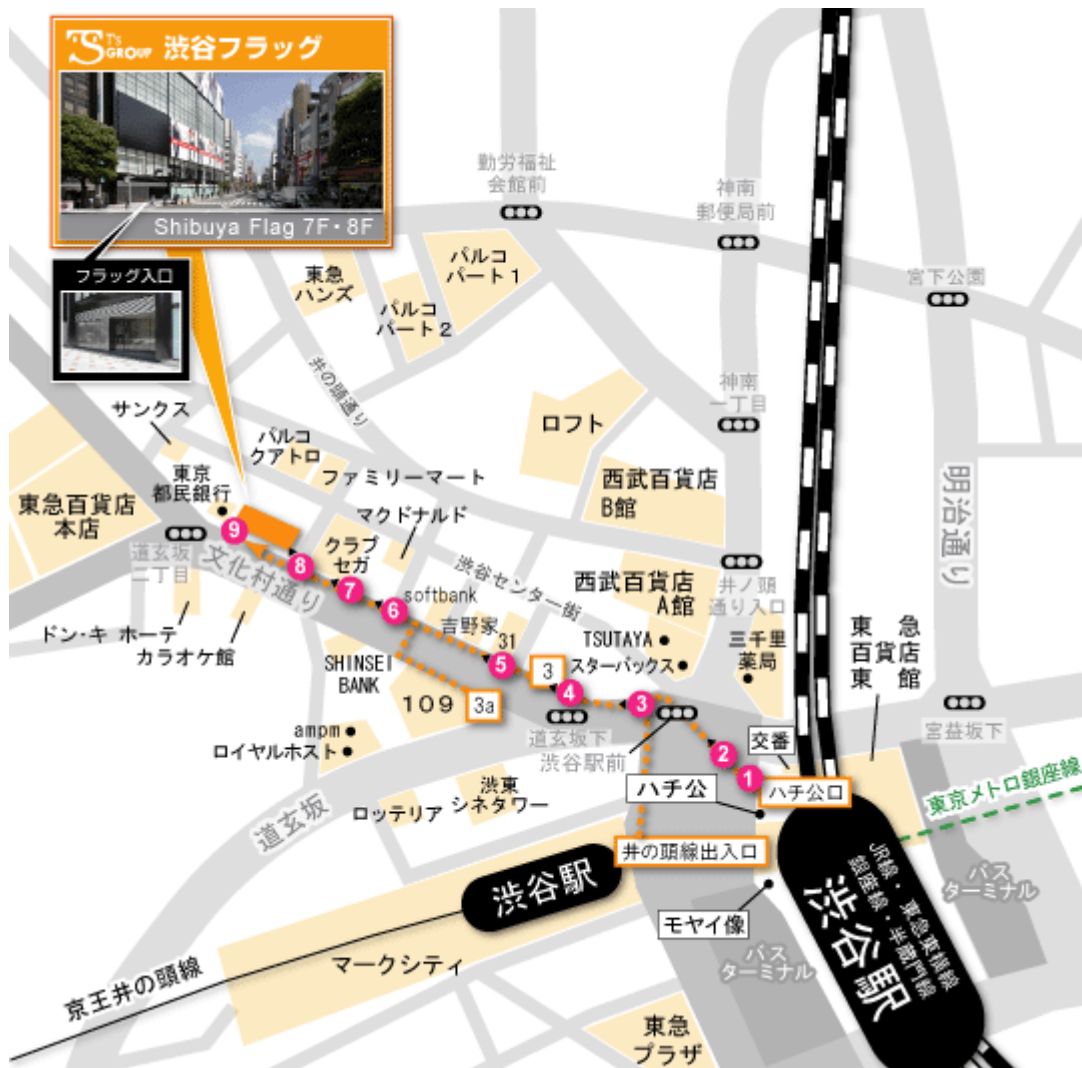 T's
TS GROUP 渋谷フラッグ
Shibuya Flag 7F・8F
フラッグ入口
勤労福祉
会館前
神南
郵便局前
宮下公園
パルコ
パート1
東急
ハンズ
パルコ
パート2
井の頭通り
神南
一丁目
サンクス
パルコ
クアトロ
ロフト
ファミリーマート
西武百貨店
B館
東京
都民銀行
東急百貨店
本店
マクドナルド
明治通り
9
道玄坂
二丁目
文化村通り
クラブ
セガ
8
7
6
softbank
渋谷センター街
西武百貨店
A館
井ノ頭
通り入口
ドン・キ ホーテ
カラオケ館
吉野家
31
TSUTAYA
スターバックス
三千里
薬局
東急
百貨店
東館
SHINSEI
BANK
5
3
4
3
109
3a
道玄坂下
渋谷駅前
2
1
交番
宮益坂下
ampm
ロイヤルホスト
ハチ公
ハチ公口
東京メトロ銀座線
道玄坂
ロッテリア
渋東
シネタワー
井の頭線出入口
渋谷駅
JR線・東急東横線
銀座線・半蔵門線
渋谷駅
バス
ターミナル
モヤイ像
バス
ターミナル
京王井の頭線
マークシティ
東急
プラザ